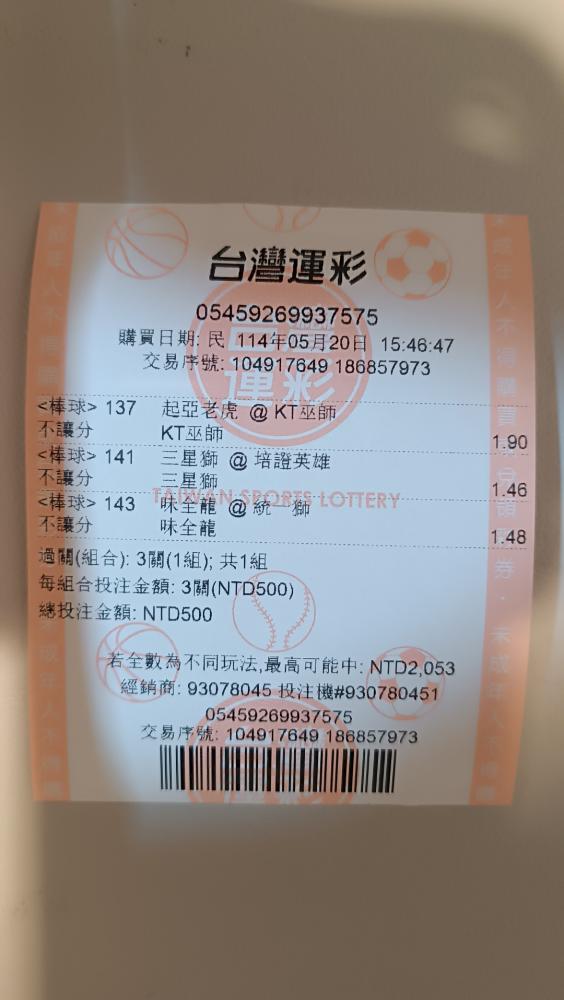 台灣運彩
05459269937575
購買日期: 民 114年05月20日 15:46:47
交易序號: 104917649 186857973
<棒球> 137 起亞老虎 @ KT巫師
不讓分 KT巫師 1.90
<棒球> 141 三星獅 @ 培證英雄
不讓分 三星獅 1.46
TAIWAN SPORTS LOTTERY
<棒球> 143 味全龍 @ 統一獅
不讓分 味全龍 1.48
過關(組合): 3關(1組); 共1組
每組合投注金額: 3關(NTD500)
總投注金額: NTD500
若全數為不同玩法,最高可能中: NTD2,053
經銷商: 93078045 投注機#930780451
05459269937575
交易序號: 104917649 186857973